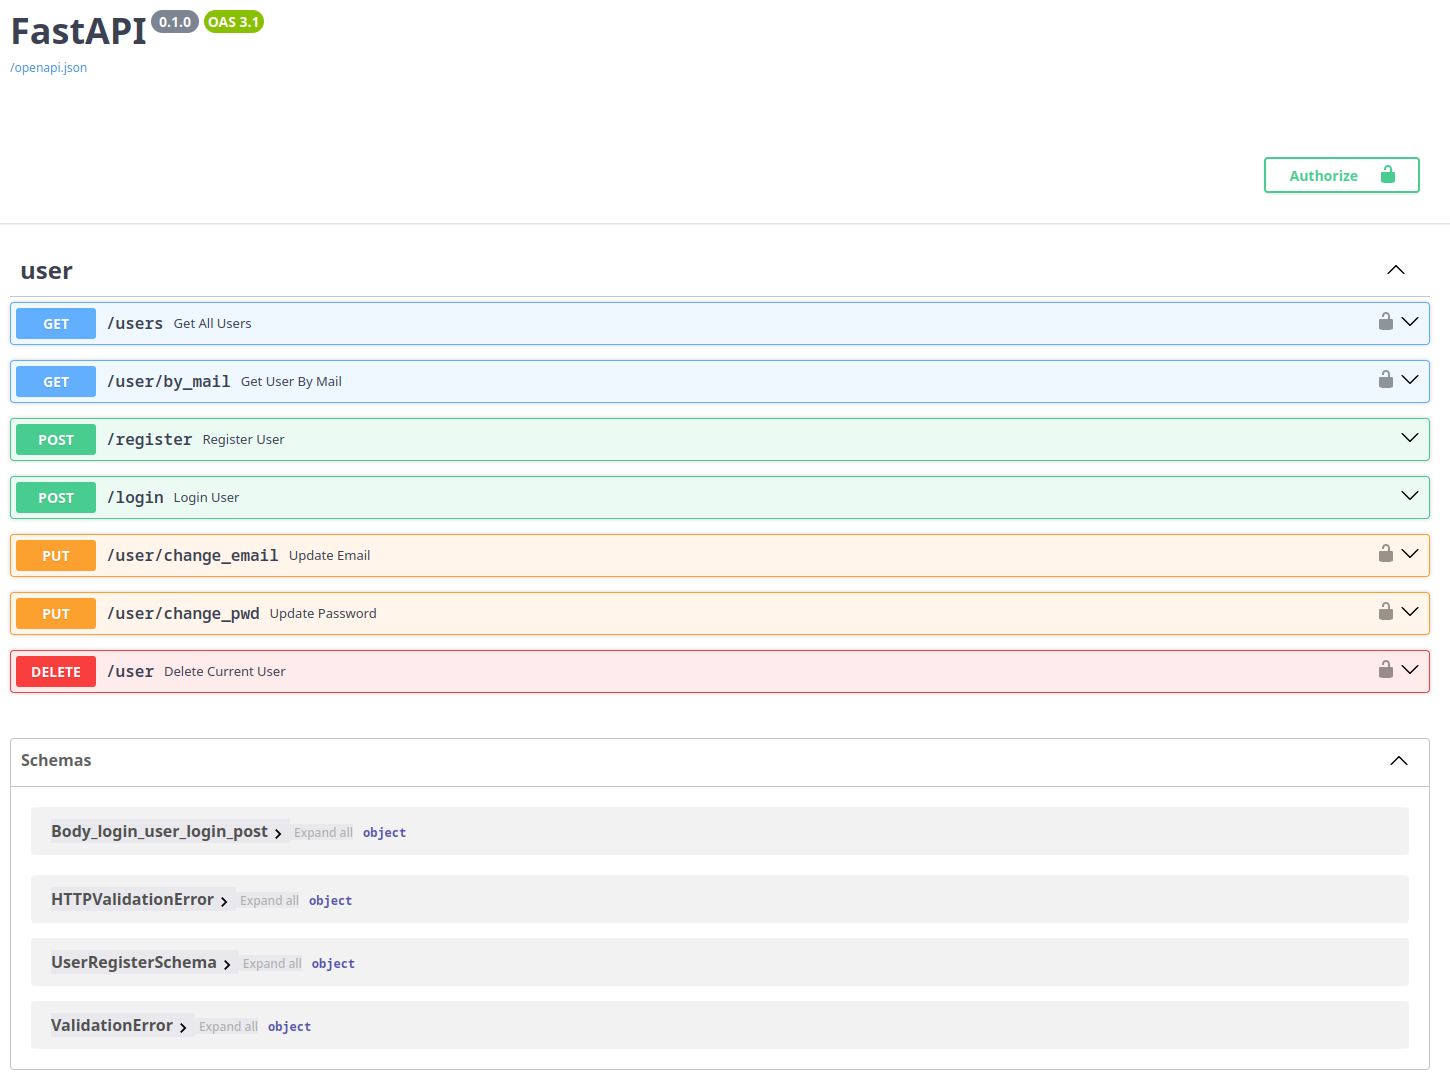 FastAPI 0.1.0 OAS 3.1
/openapi.json
Authorize
user
GET /users Get All Users
GET /user/by_mail Get User By Mail
POST /register Register User
POST /login Login User
PUT /user/change_email Update Email
PUT /user/change_pwd Update Password
DELETE /user Delete Current User
Schemas
Body_login_user_login_post Expand all object
HTTPValidationError Expand all object
UserRegisterSchema Expand all object
ValidationError Expand all object